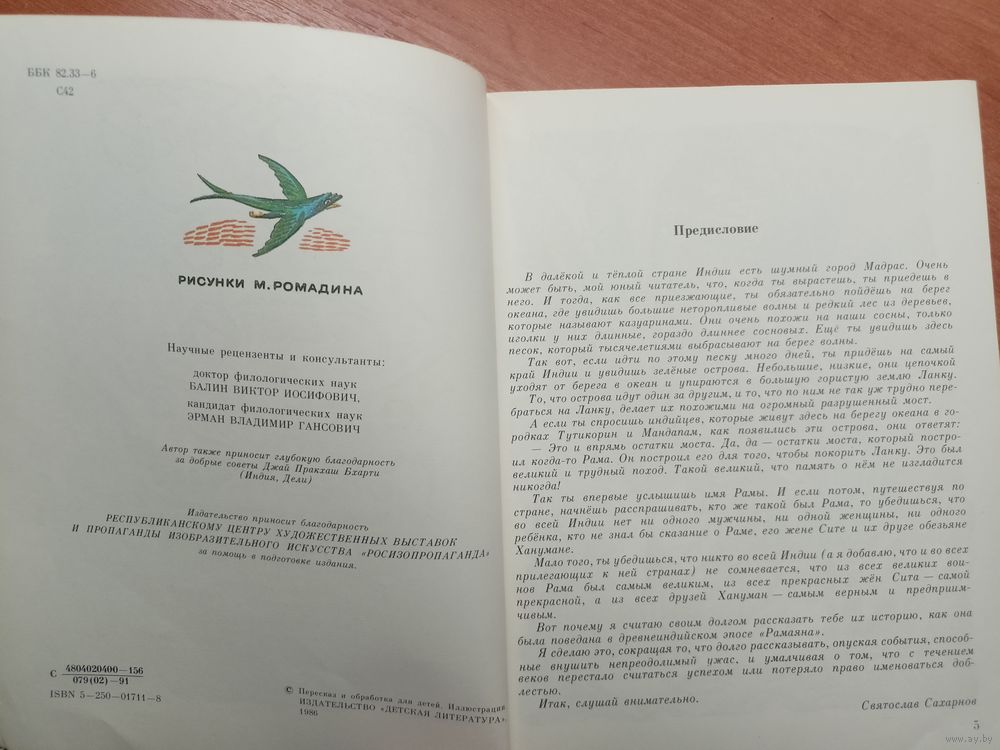 ББК 82.33—6
С42
РИСУНКИ М. РОМАДИНА
Научные рецензенты и консультанты:
доктор филологических наук
БАЛИН ВИКТОР ИОСИФОВИЧ,
кандидат филологических наук
ЭРМАН ВЛАДИМИР ГАНСОВИЧ
Автор также приносит глубокую благодарность
за добрые советы Джай Пракхаш Бхарти
(Индия, Дели)
Издательство приносит благодарность
РЕСПУБЛИКАНСКОМУ ЦЕНТРУ ХУДОЖЕСТВЕННЫХ ВЫСТАВОК
И ПРОПАГАНДЫ ИЗОБРАЗИТЕЛЬНОГО ИСКУССТВА «РОСИЗОПРОПАГАНДА»
за помощь в подготовке издания.
С 4804020400—156
079(02)—91
ISBN 5—250—01711—8
© Пересказ и обработка для детей. Иллюстрации
ИЗДАТЕЛЬСТВО «ДЕТСКАЯ ЛИТЕРАТУРА»
1986
Предисловие
В далёкой и тёплой стране Индии есть шумный город Мадрас. Очень
может быть, мой юный читатель, что, когда ты вырастешь, ты приедешь в
него. И тогда, как все приезжающие, ты обязательно пойдёшь на берег
океана, где увидишь большие неторопливые волны и редкий лес из деревьев,
которые называют казуаринами. Они очень похожи на наши сосны, только
иголки у них длинные, гораздо длиннее сосновых. Ещё ты увидишь здесь
песок, который тысячелетиями выбрасывают на берег волны.
Так вот, если идти по этому песку много дней, ты придёшь на самый
край Индии и увидишь зелёные острова. Небольшие, низкие, они цепочкой
уходят от берега в океан и упираются в большую гористую землю Ланку.
То, что острова идут один за другим, и то, что по ним не так уж трудно пере-
браться на Ланку, делает их похожими на огромный разрушенный мост.
А если ты спросишь индийцев, которые живут здесь на берегу океана в го-
родках Тутикорин и Мандапам, как появились эти острова, они ответят:
— Это и впрямь остатки моста. Да, да — остатки моста, который постро-
ил когда-то Рама. Он построил его для того, чтобы покорить Ланку. Это был
великий и трудный поход. Такой великий, что память о нём не изгладится
никогда!
Так ты впервые услышишь имя Рамы. И если потом, путешествуя по
стране, начнёшь расспрашивать, кто же такой был Рама, то убедишься, что
во всей Индии нет ни одного мужчины, ни одной женщины, ни одного
ребёнка, кто не знал бы сказание о Раме, его жене Сите и их друге обезьяне
Ханумане.
Мало того, ты убедишься, что никто во всей Индии (а я добавлю, что и во всех
прилегающих к ней странах) не сомневается, что из всех великих вои-
нов Рама был самым великим, из всех прекрасных жён Сита — самой
прекрасной, а из всех друзей Хануман — самым верным и предприим-
чивым.
Вот почему я считаю своим долгом рассказать тебе их историю, как она
была поведана в древнеиндийском эпосе «Рамаяна».
Я сделаю это, сокращая то, что долго рассказывать, опуская события, способ-
ные внушить непреодолимый ужас, и умалчивая о том, что с течением
веков перестало считаться успехом или потеряло право именоваться доб-
лестью.
Итак, слушай внимательно.
Святослав Сахарнов
5
www.ay.by